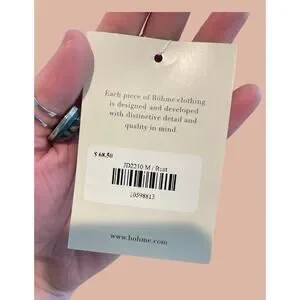 Each piece of Böhme clothing
is designed and developed
with distinctive detail and
quality in mind.
$ 68.50
JD2210 M / Rust
10598813
www.bohme.com